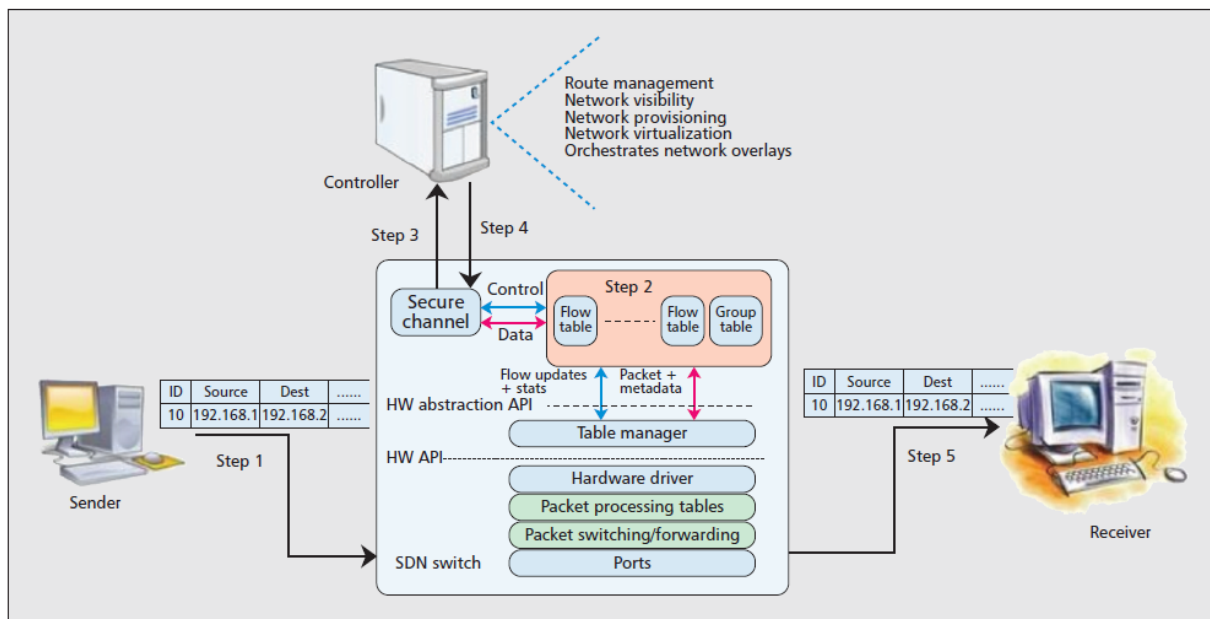 Route management
Network visibility
Network provisioning
Network virtualization
Orchestrates network overlays
Controller
Step 3
Step 4
Secure
channel
Control
Data
Step 2
Flow
table
Flow
table
Group
table
Flow updates
+ stats
Packet +
metadata
HW abstraction API
Table manager
HW API
Hardware driver
Packet processing tables
Packet switching/forwarding
SDN switch
Ports
ID Source Dest ......
10 192.168.1 192.168.2 ......
Step 1
Sender
ID Source Dest ......
10 192.168.1 192.168.2 ......
Step 5
Receiver